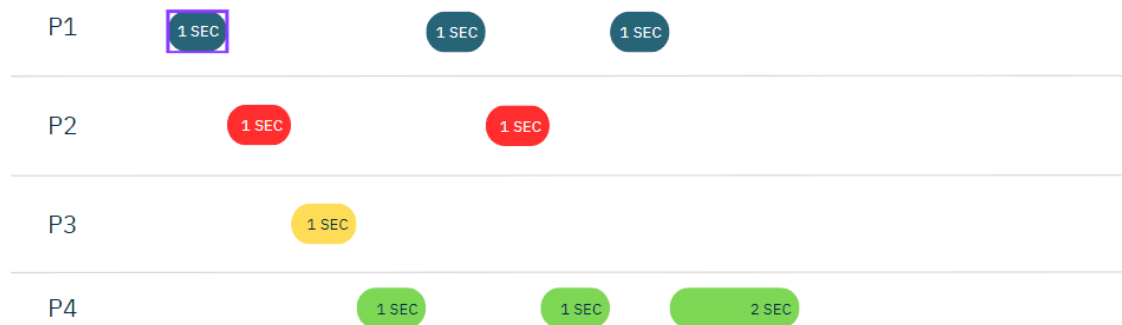 P1 1 SEC 1 SEC 1 SEC
P2 1 SEC 1 SEC
P3 1 SEC
P4 1 SEC 1 SEC 2 SEC